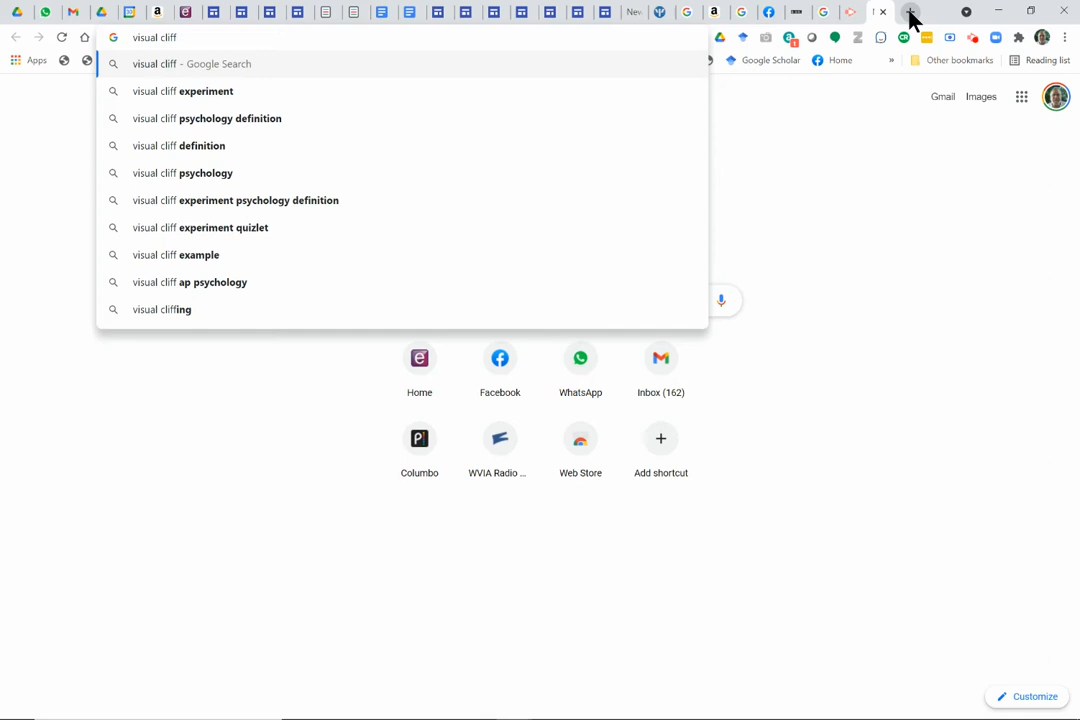 New
visual cliff
visual cliff - Google Search
visual cliff experiment
visual cliff psychology definition
visual cliff definition
visual cliff psychology
visual cliff experiment psychology definition
visual cliff experiment quizlet
visual cliff example
visual cliff ap psychology
visual cliffing
Apps
Google Scholar
Home
»
Other bookmarks
Reading list
Gmail Images
Home Facebook WhatsApp Inbox (162)
Columbo WVIA Radio ... Web Store Add shortcut
Customize